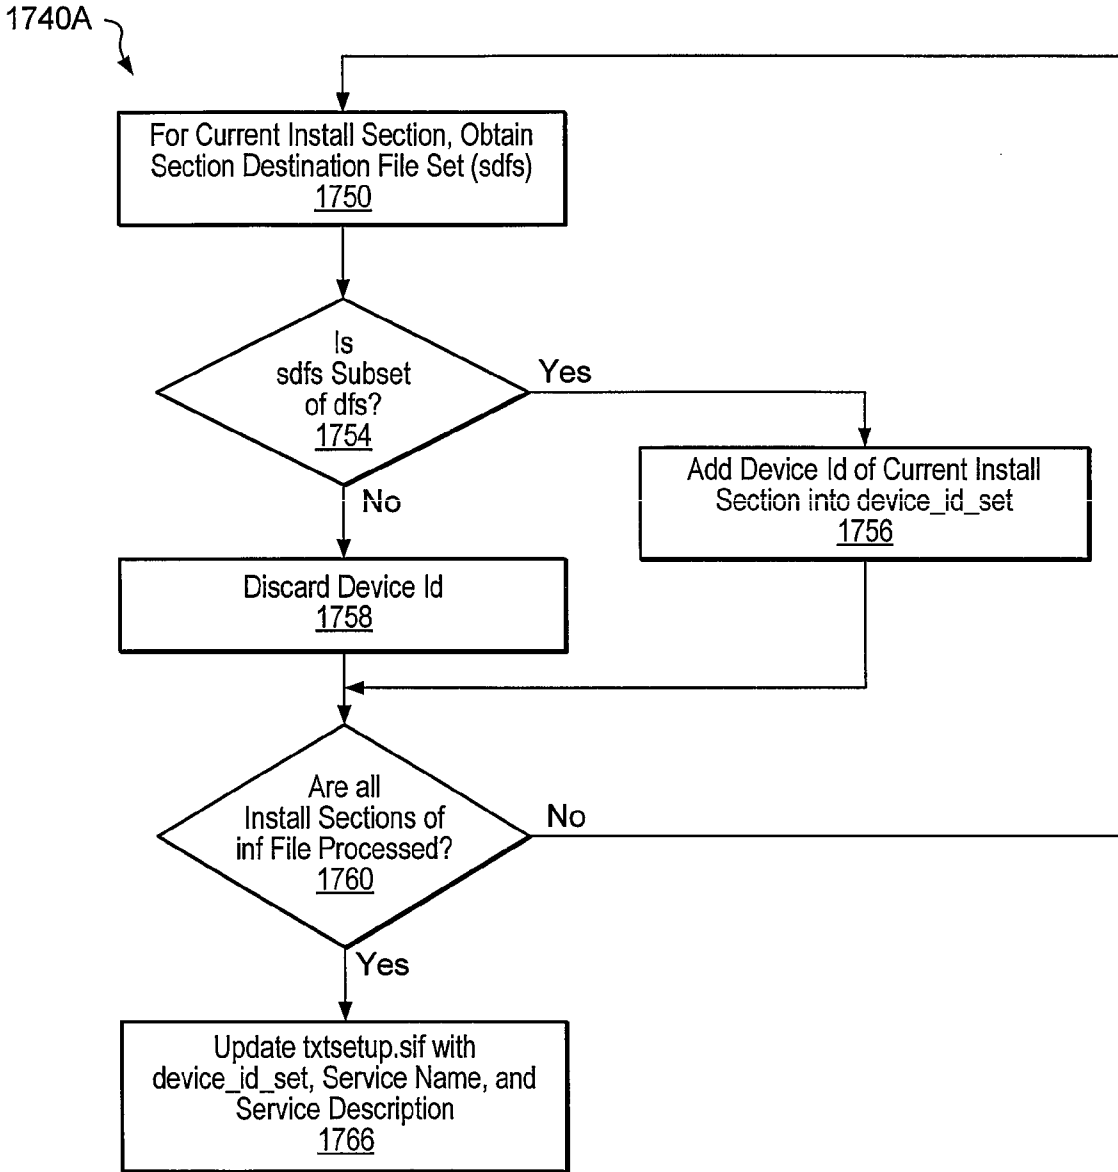 1740A
For Current Install Section, Obtain
Section Destination File Set (sdfs)
1750
Is
sdfs Subset
of dfs?
1754
Yes
No
Add Device Id of Current Install
Section into device_id_set
1756
Discard Device Id
1758
Are all
Install Sections of
inf File Processed?
1760
No
Yes
Update txtsetup.sif with
device_id_set, Service Name, and
Service Description
1766